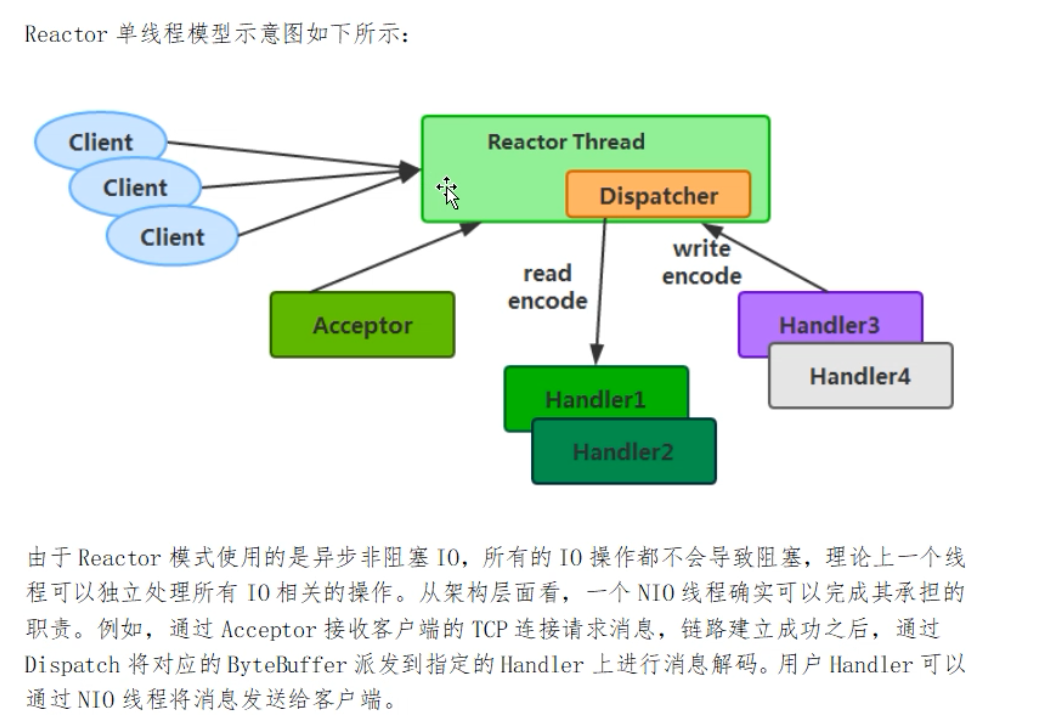 Reactor 单线程模型示意图如下所示：
Client
Client
Client
Reactor Thread
Dispatcher
Acceptor
read
encode
write
encode
Handler1
Handler2
Handler3
Handler4
由于 Reactor 模式使用的是异步非阻塞 IO，所有的 IO 操作都不会导致阻塞，理论上一个线
程可以独立处理所有 IO 相关的操作。从架构层面看，一个 NIO 线程确实可以完成其承担的
职责。例如，通过 Acceptor 接收客户端的 TCP 连接请求消息，链路建立成功之后，通过
Dispatch 将对应的 ByteBuffer 派发到指定的 Handler 上进行消息解码。用户 Handler 可以
通过 NIO 线程将消息发送给客户端。